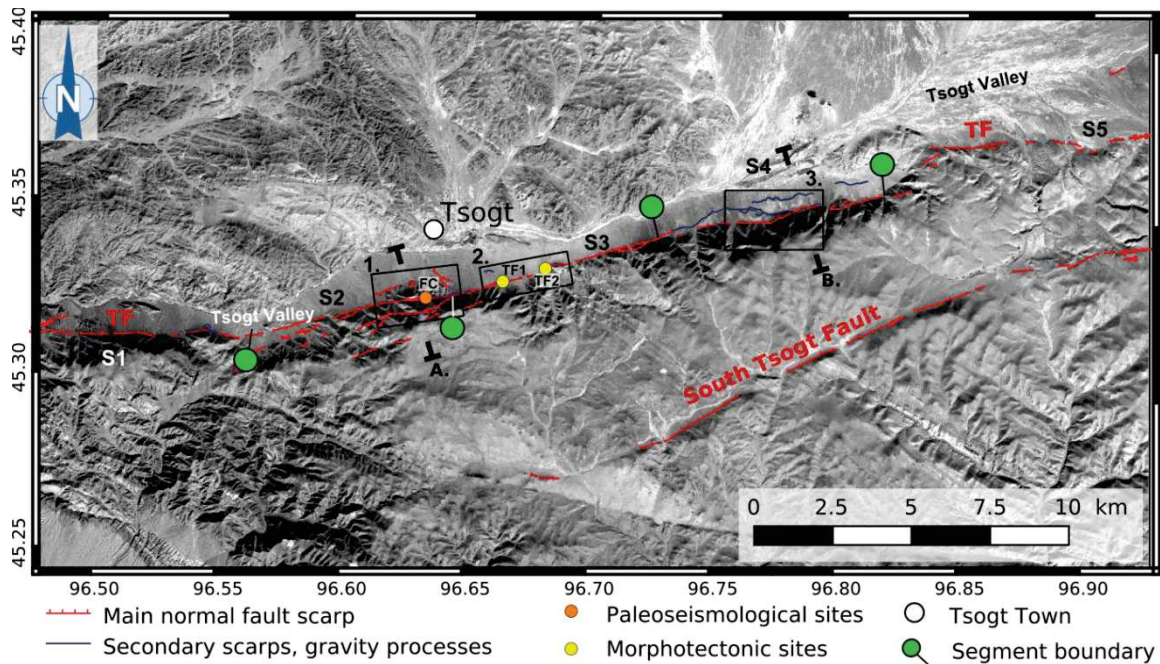 45.40
45.35
45.30
45.25
N
Tsogt Valley
TF
S5
S4
3.
Tsogt
S3
1.
2.
TF1
TF2
FC
S2
Tsogt Valley
TF
S1
A.
B.
South Tsogt Fault
0 2.5 5 7.5 10 km
96.50 96.55 96.60 96.65 96.70 96.75 96.80 96.85 96.90
Main normal fault scarp
Secondary scarps, gravity processes
Paleoseismological sites
Morphotectonic sites
Tsogt Town
Segment boundary